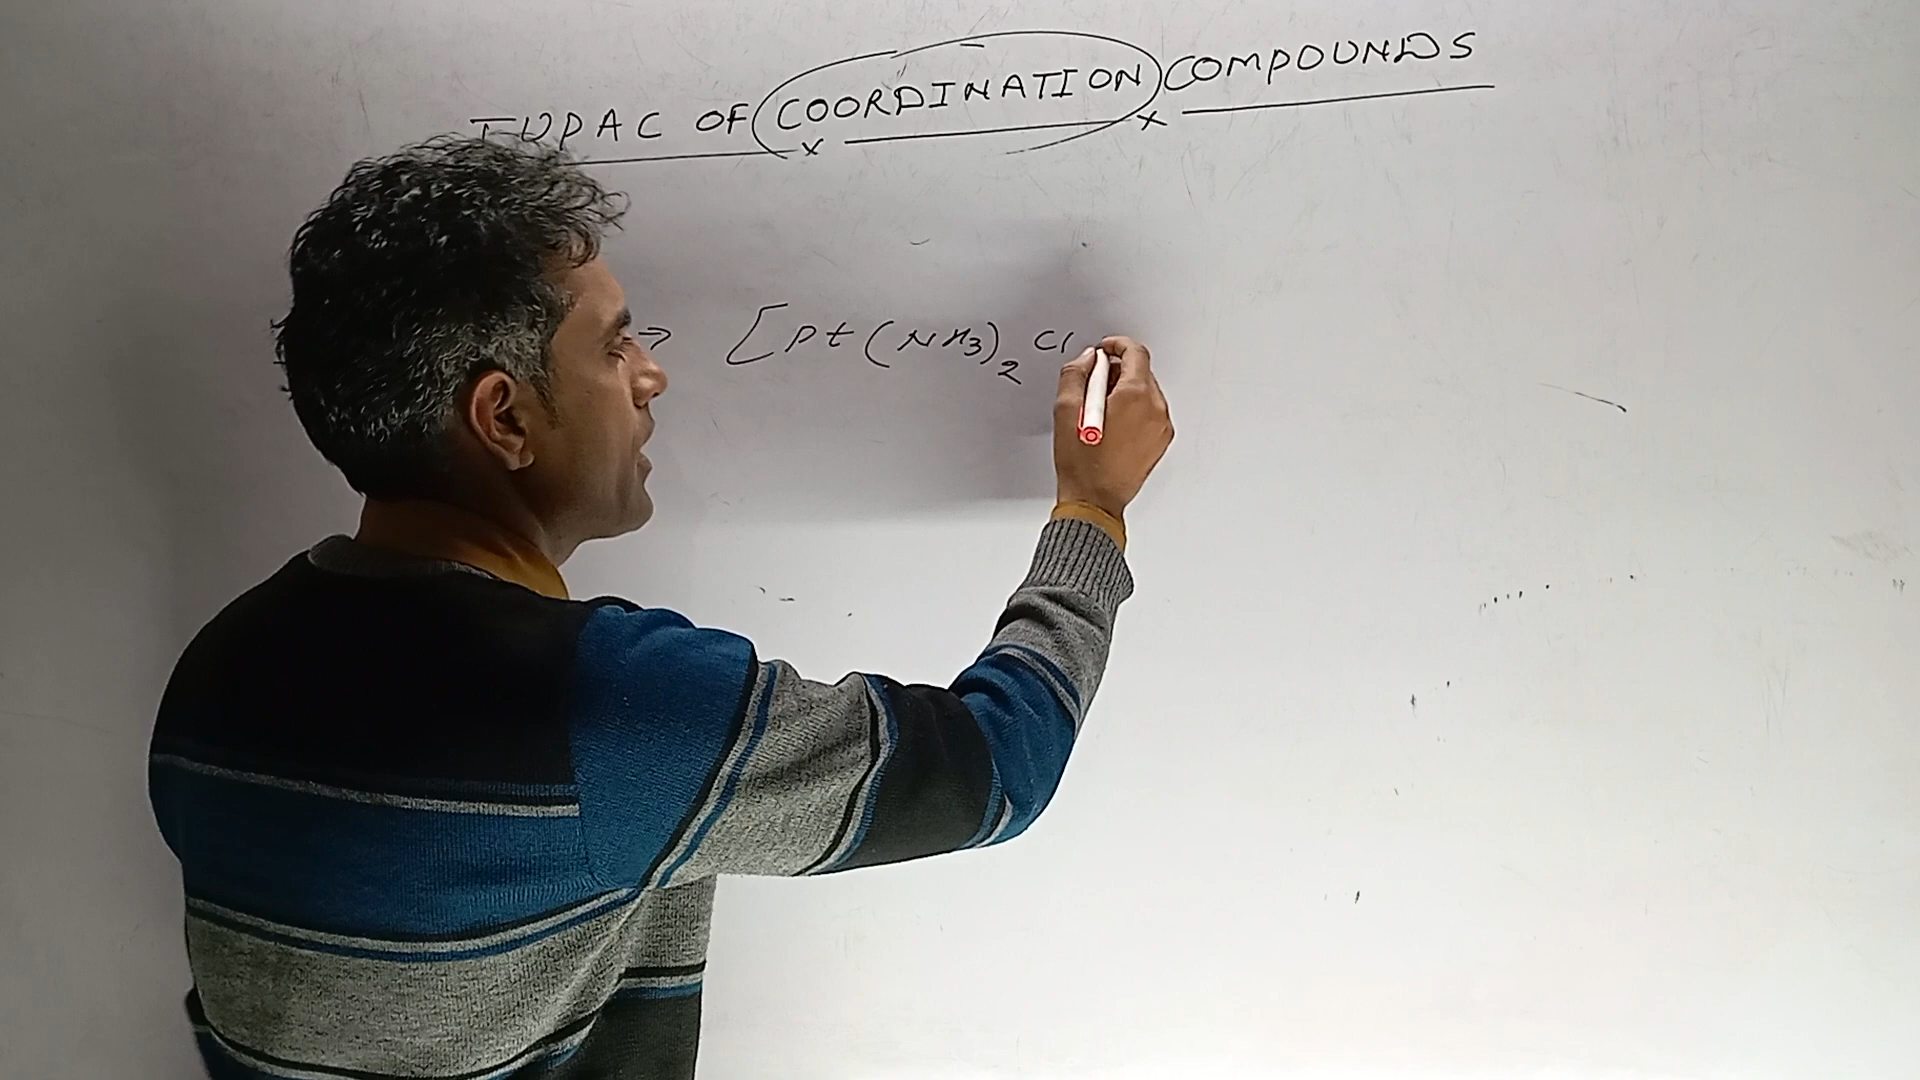 IUPAC OF COORDINATION COMPOUNDS
→ [Pt(NH3)2 Cl